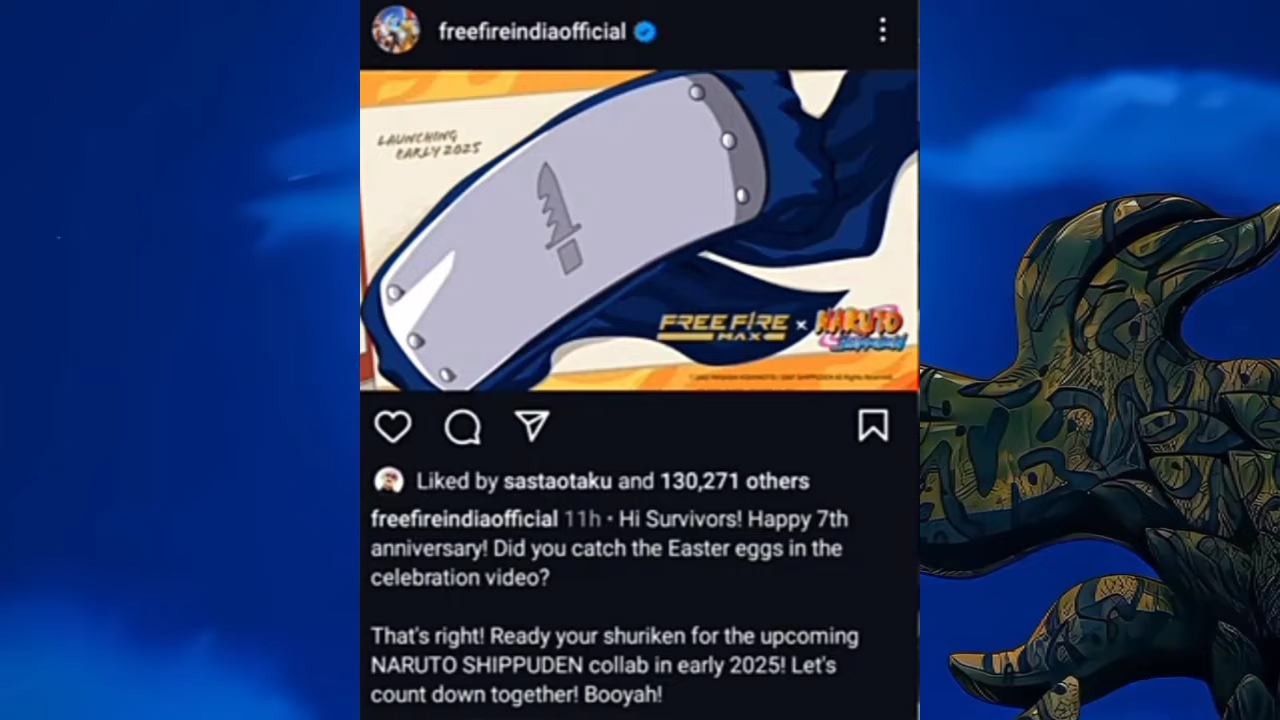 freefireindiaofficial
LAUNCHING
EARLY 2025
FREE FIRE
MAX
×
NARUTO
SHIPPUDEN
Liked by sastaotaku and 130,271 others
freefireindiaofficial 11h • Hi Survivors! Happy 7th
anniversary! Did you catch the Easter eggs in the
celebration video?
That's right! Ready your shuriken for the upcoming
NARUTO SHIPPUDEN collab in early 2025! Let's
count down together! Booyah!